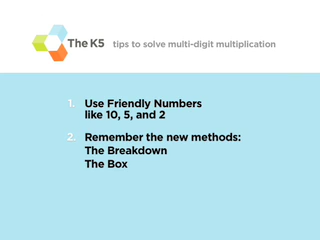 The K5 tips to solve multi-digit multiplication
1. Use Friendly Numbers
like 10, 5, and 2
2. Remember the new methods:
The Breakdown
The Box